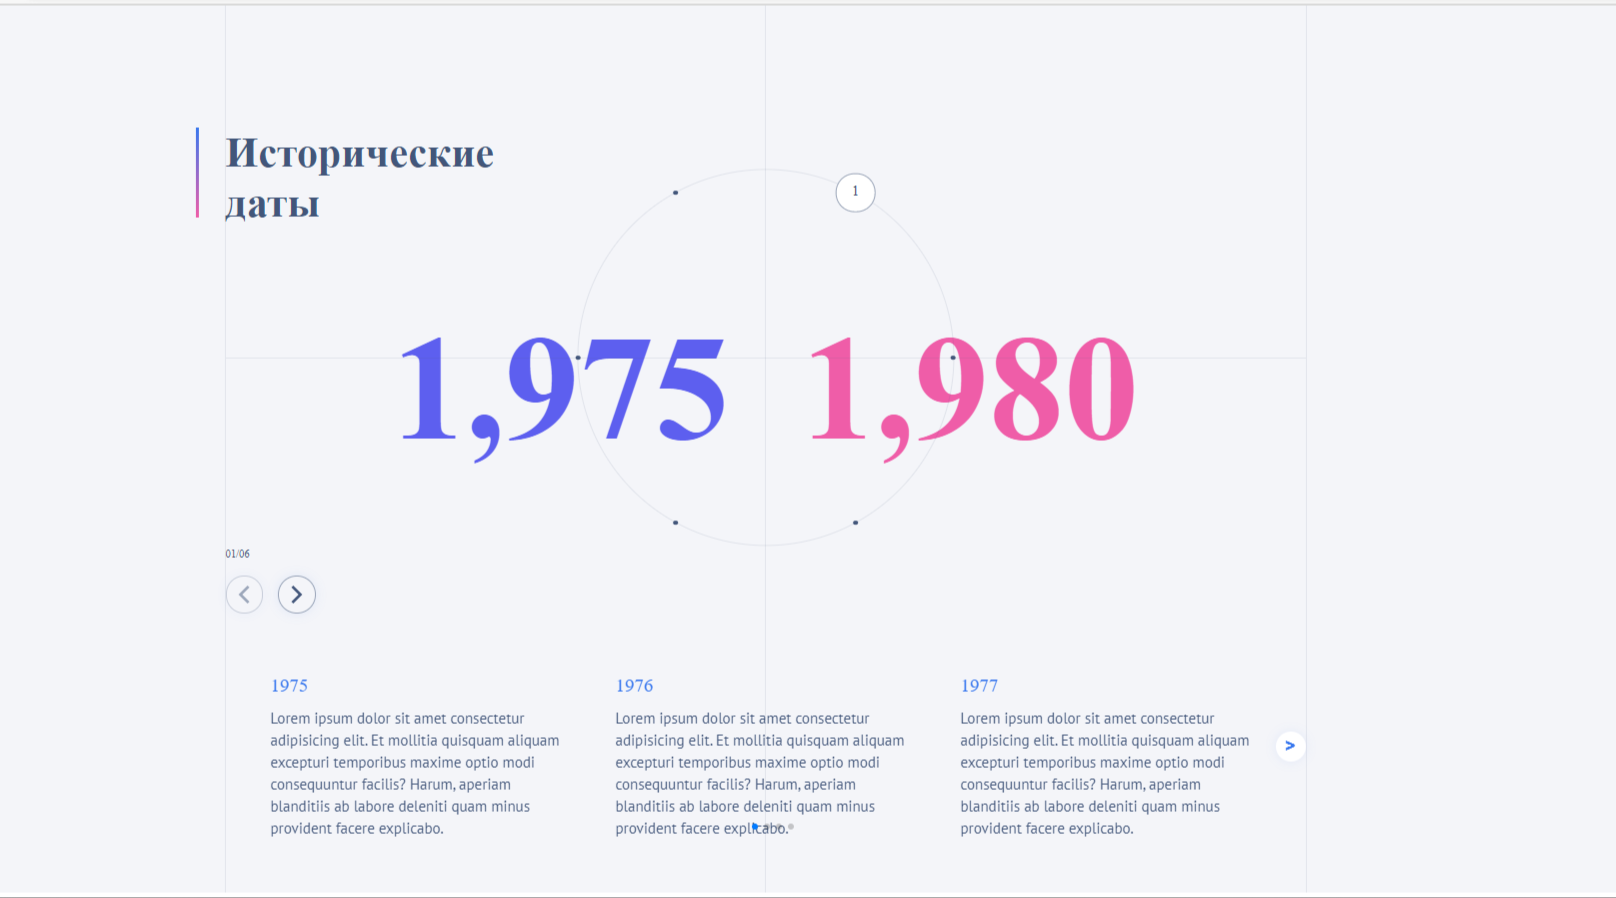 Исторические
даты
1
1,975 1,980
01/06
1975
Lorem ipsum dolor sit amet consectetur
adipisicing elit. Et mollitia quisquam aliquam
excepturi temporibus maxime optio modi
consequuntur facilis? Harum, aperiam
blanditiis ab labore deleniti quam minus
provident facere explicabo.
1976
Lorem ipsum dolor sit amet consectetur
adipisicing elit. Et mollitia quisquam aliquam
excepturi temporibus maxime optio modi
consequuntur facilis? Harum, aperiam
blanditiis ab labore deleniti quam minus
provident facere explicabo.
1977
Lorem ipsum dolor sit amet consectetur
adipisicing elit. Et mollitia quisquam aliquam
excepturi temporibus maxime optio modi
consequuntur facilis? Harum, aperiam
blanditiis ab labore deleniti quam minus
provident facere explicabo.